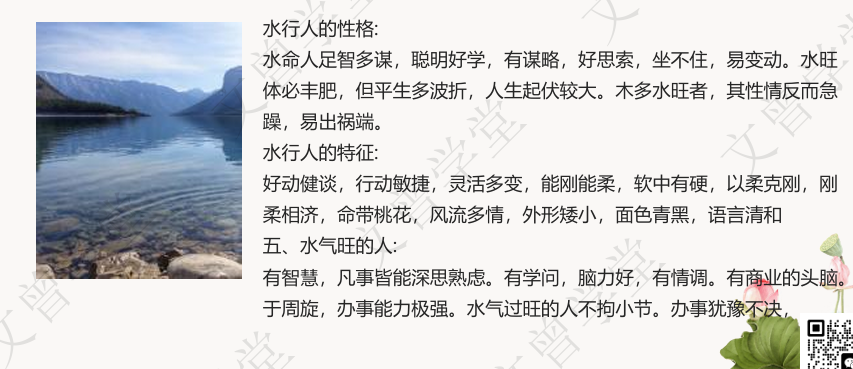 水行人的性格:
水命人足智多谋，聪明好学，有谋略，好思索，坐不住，易变动。水旺
体必丰肥，但平生多波折，人生起伏较大。木多水旺者，其性情反而急
躁，易出祸端。
水行人的特征:
好动健谈，行动敏捷，灵活多变，能刚能柔，软中有硬，以柔克刚，刚
柔相济，命带桃花，风流多情，外形矮小，面色青黑，语言清和
五、水气旺的人:
有智慧，凡事皆能深思熟虑。有学问，脑力好，有情调。有商业的头脑。
于周旋，办事能力极强。水气过旺的人不拘小节。办事犹豫不决，
文曾学堂